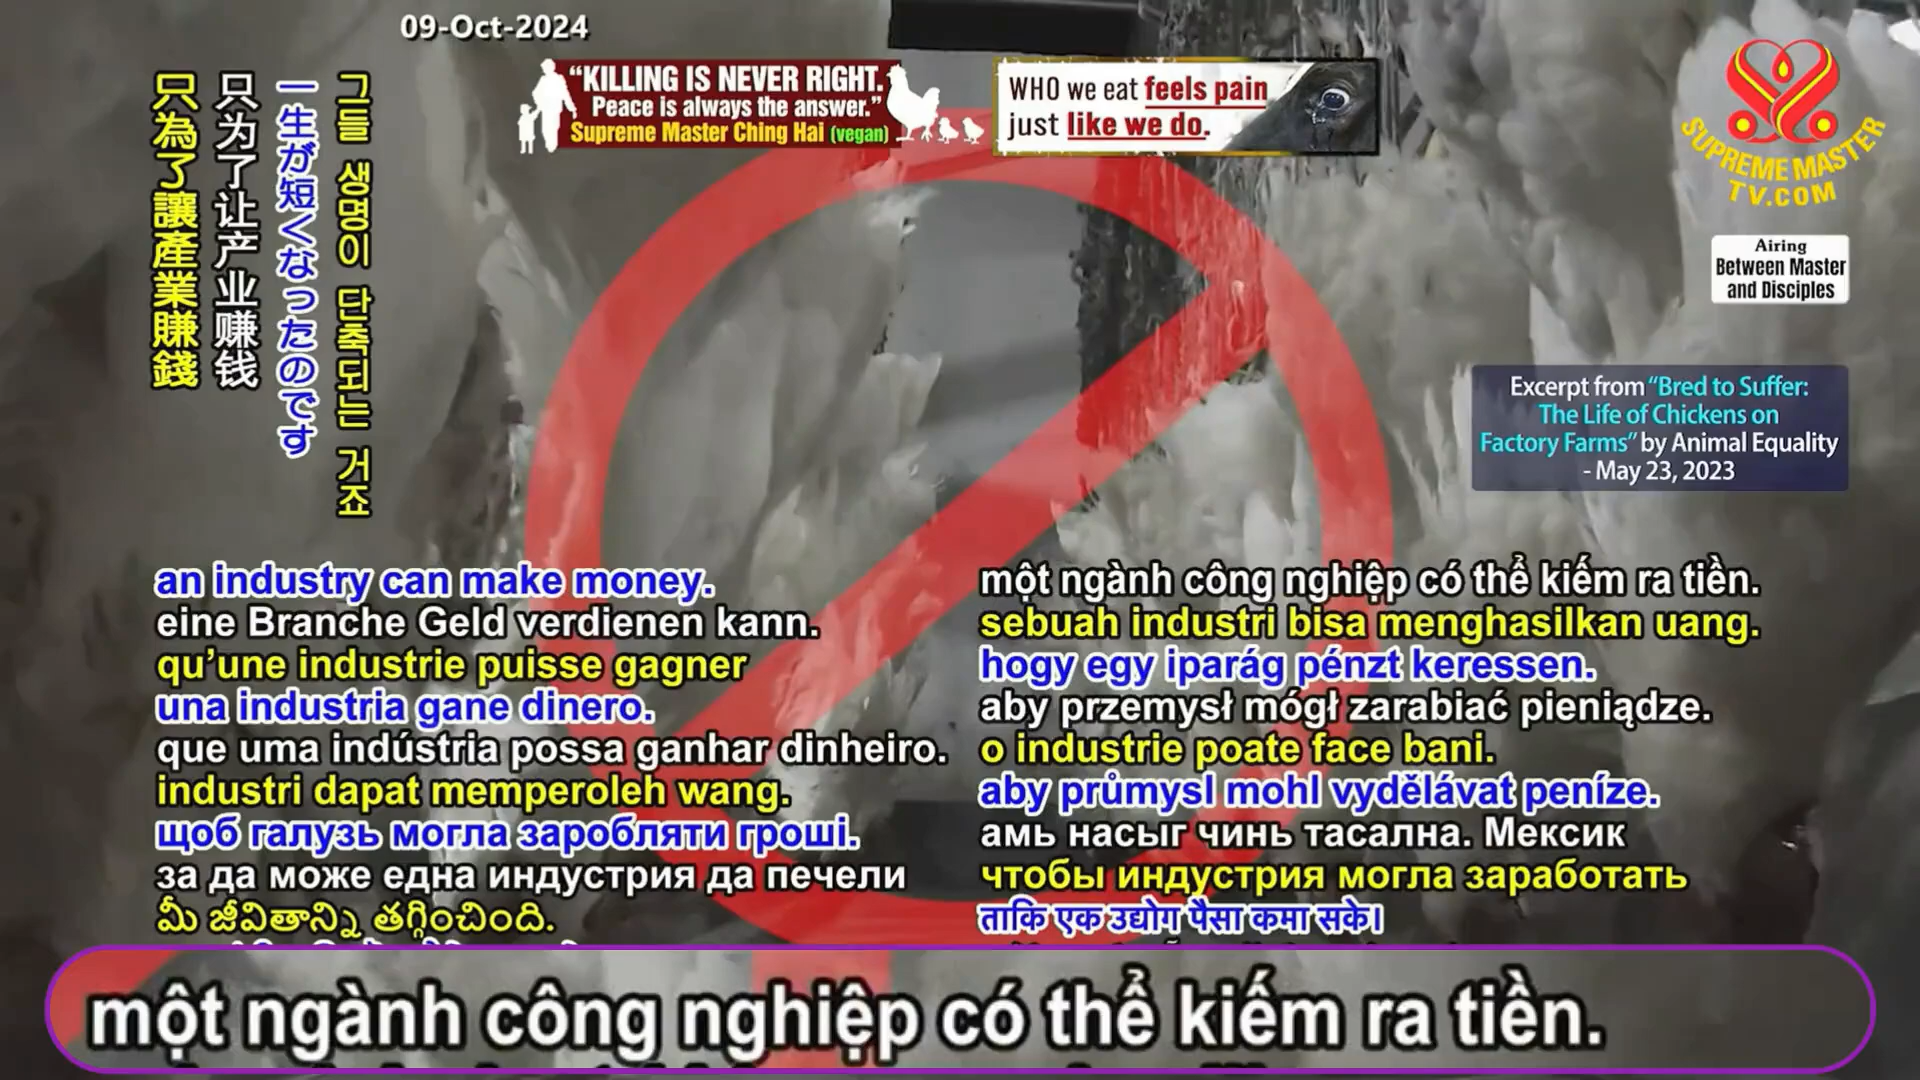 09-Oct-2024
“KILLING IS NEVER RIGHT.
Peace is always the answer.”
Supreme Master Ching Hai (vegan)
WHO we eat feels pain
just like we do.
SUPREME MASTER
TV.COM
Airing
Between Master
and Disciples
그들 생명이 단축되는 거죠
一生が短くなったのです
只为了让产业赚钱
只為了讓產業賺錢
Excerpt from “Bred to Suffer:
The Life of Chickens on
Factory Farms” by Animal Equality
- May 23, 2023
an industry can make money.
eine Branche Geld verdienen kann.
qu’une industrie puisse gagner
una industria gane dinero.
que uma indústria possa ganhar dinheiro.
industri dapat memperoleh wang.
щоб галузь могла заробляти гроші.
за да може една индустрия да печели
మీ జీవితాన్ని తగ్గించింది.
một ngành công nghiệp có thể kiếm ra tiền.
sebuah industri bisa menghasilkan uang.
hogy egy iparág pénzt keressen.
aby przemysł mógł zarabiać pieniądze.
o industrie poate face bani.
aby průmysl mohl vydělávat peníze.
амь насыг чинь тасална. Мексик
чтобы индустрия могла заработать
ताकि एक उद्योग पैसा कमा सके।
một ngành công nghiệp có thể kiếm ra tiền.